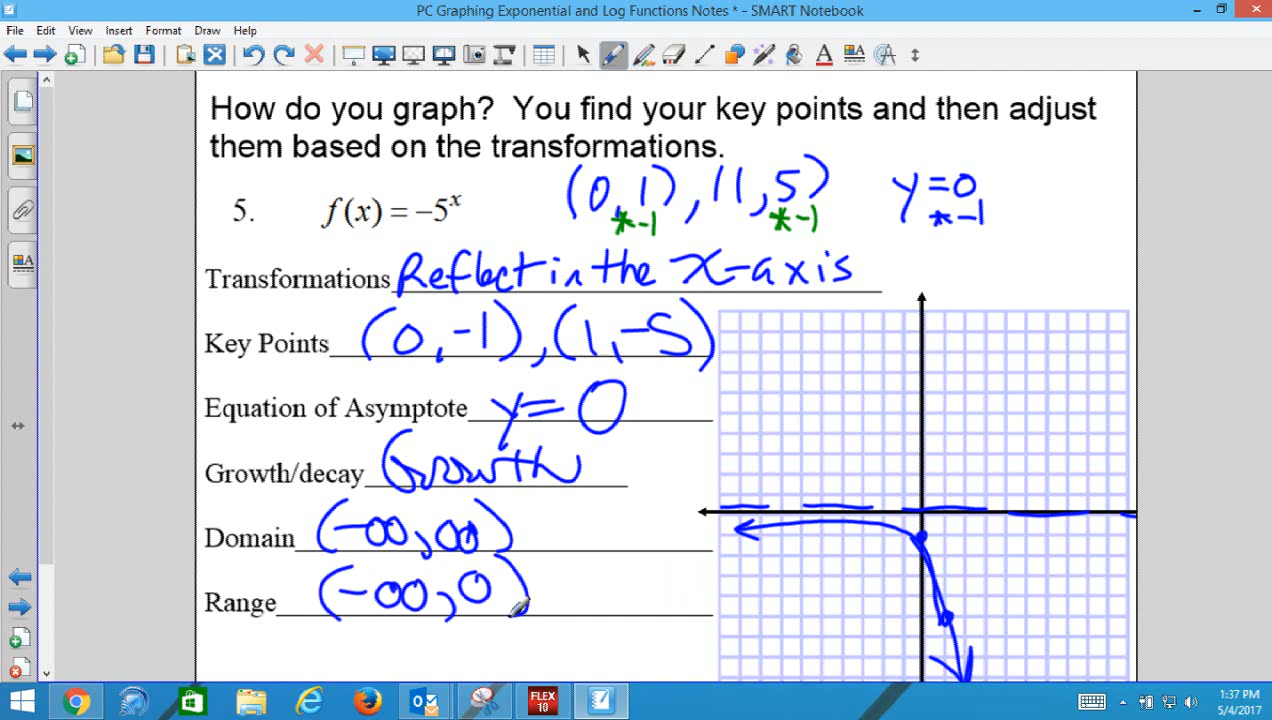 PC Graphing Exponential and Log Functions Notes * - SMART Notebook
File Edit View Insert Format Draw Help
How do you graph? You find your key points and then adjust
them based on the transformations.
(0,1), (1,5) y=0
*-1 *-1 *-1
5. f(x) = −5ˣ
Transformations Reflect in the x-axis
Key Points (0,-1), (1,-5)
Equation of Asymptote y=0
Growth/decay Growth
Domain (-∞,∞)
Range (-∞,0)
FLEX
10
1:37 PM
5/4/2017